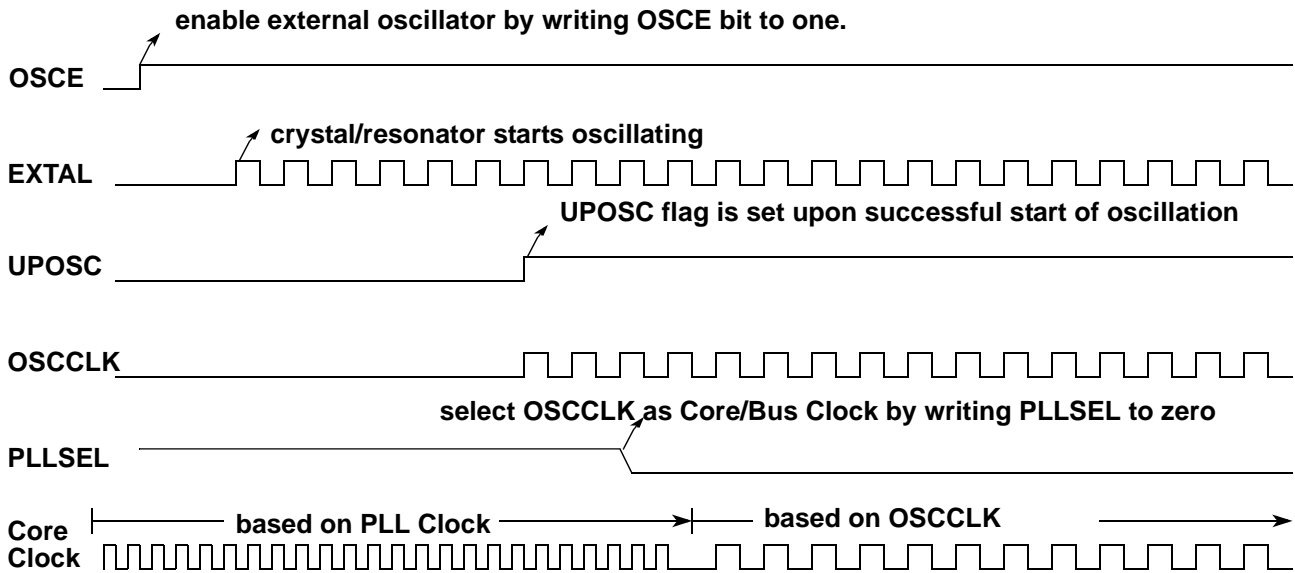 enable external oscillator by writing OSCE bit to one.
OSCE
crystal/resonator starts oscillating
EXTAL
UPOSC flag is set upon successful start of oscillation
UPOSC
OSCCLK
select OSCCLK as Core/Bus Clock by writing PLLSEL to zero
PLLSEL
based on PLL Clock
based on OSCCLK
Core
Clock